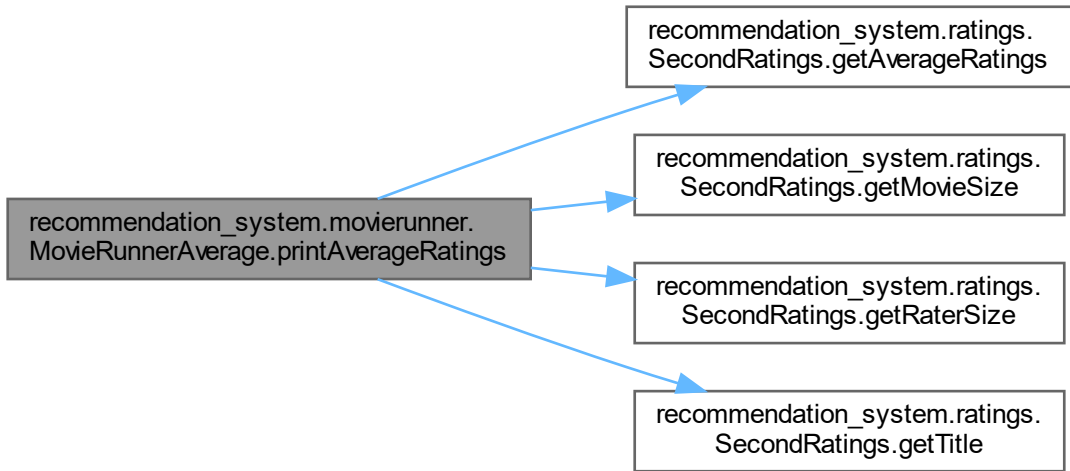 recommendation_system.ratings.
SecondRatings.getAverageRatings
recommendation_system.ratings.
SecondRatings.getMovieSize
recommendation_system.movierunner.
MovieRunnerAverage.printAverageRatings
recommendation_system.ratings.
SecondRatings.getRaterSize
recommendation_system.ratings.
SecondRatings.getTitle